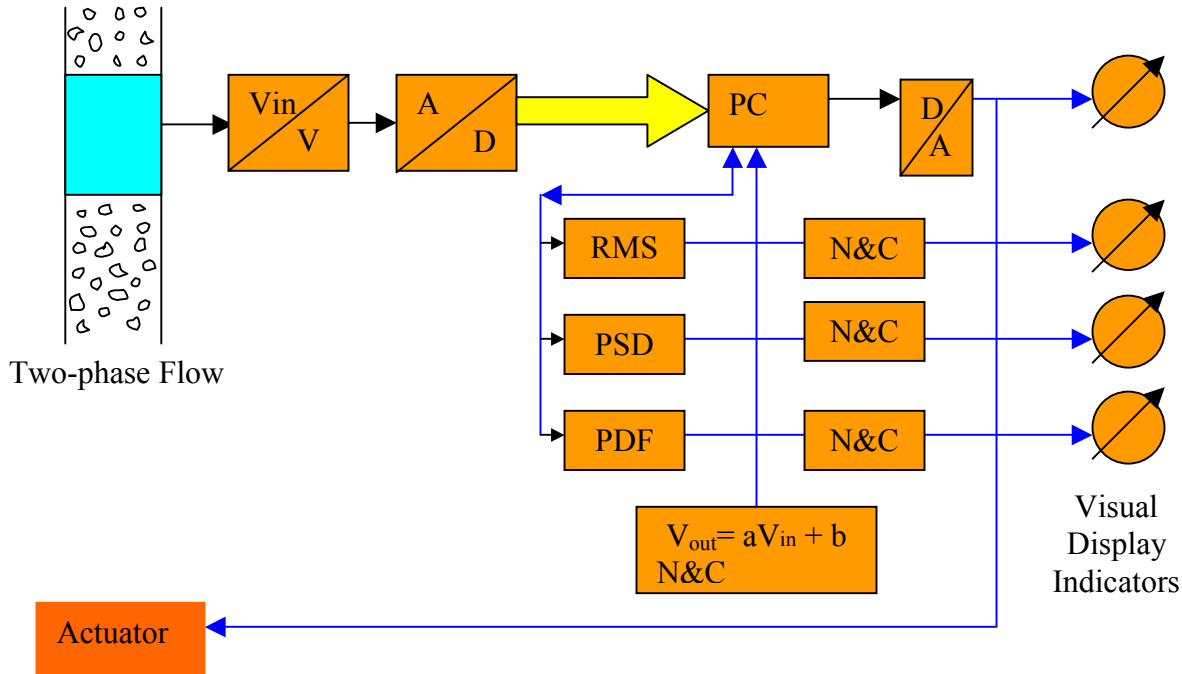 Vin
V
A
D
PC
D
A
RMS
N&C
PSD
N&C
PDF
N&C
Two-phase Flow
Vout= aVin + b
N&C
Visual
Display
Indicators
Actuator